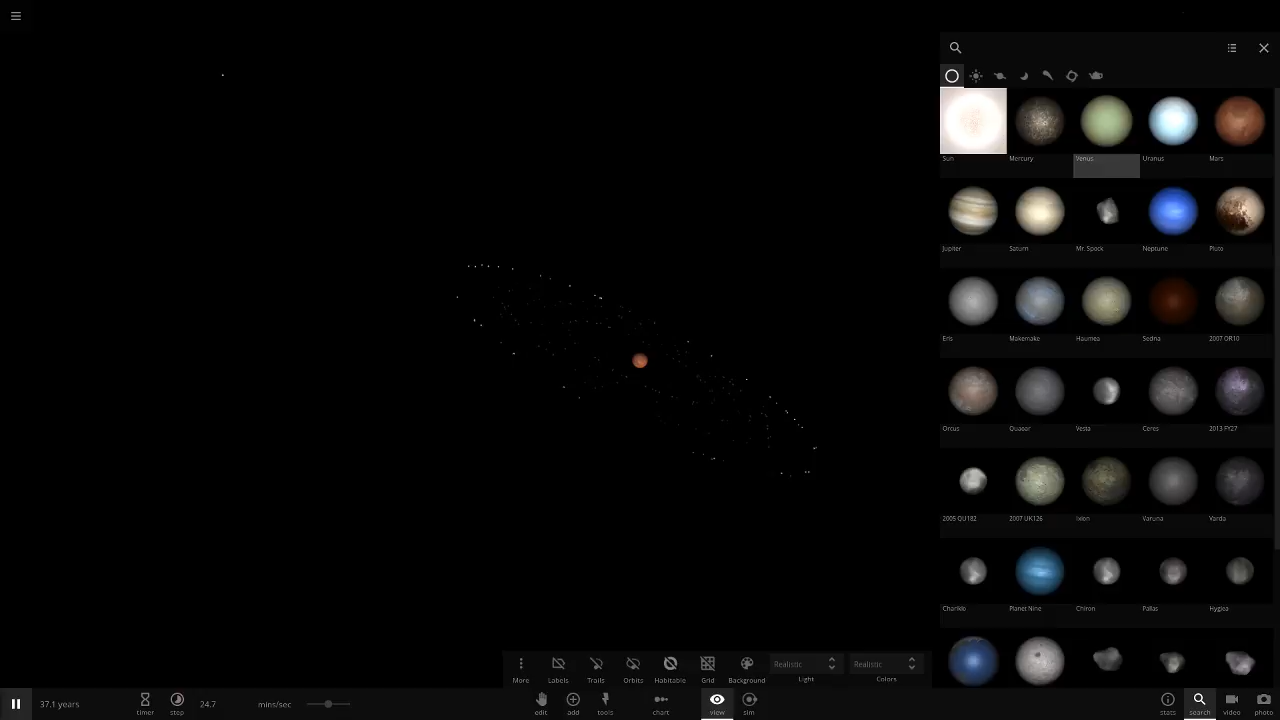 Sun Mercury Venus Uranus Mars
Jupiter Saturn Mr. Spock Neptune Pluto
Eris Makemake Haumea Sedna 2007 OR10
Orcus Quaoar Vesta Ceres 2013 FY27
2005 QU182 2007 UK126 Ixion Varuna Varda
Chariklo Planet Nine Chiron Pallas Hygiea
Realistic Realistic
More Labels Trails Orbits Habitable Grid Background Light Colors
37.1 years timer step 24.7 mins/sec edit add tools chart view sim stats search video photo